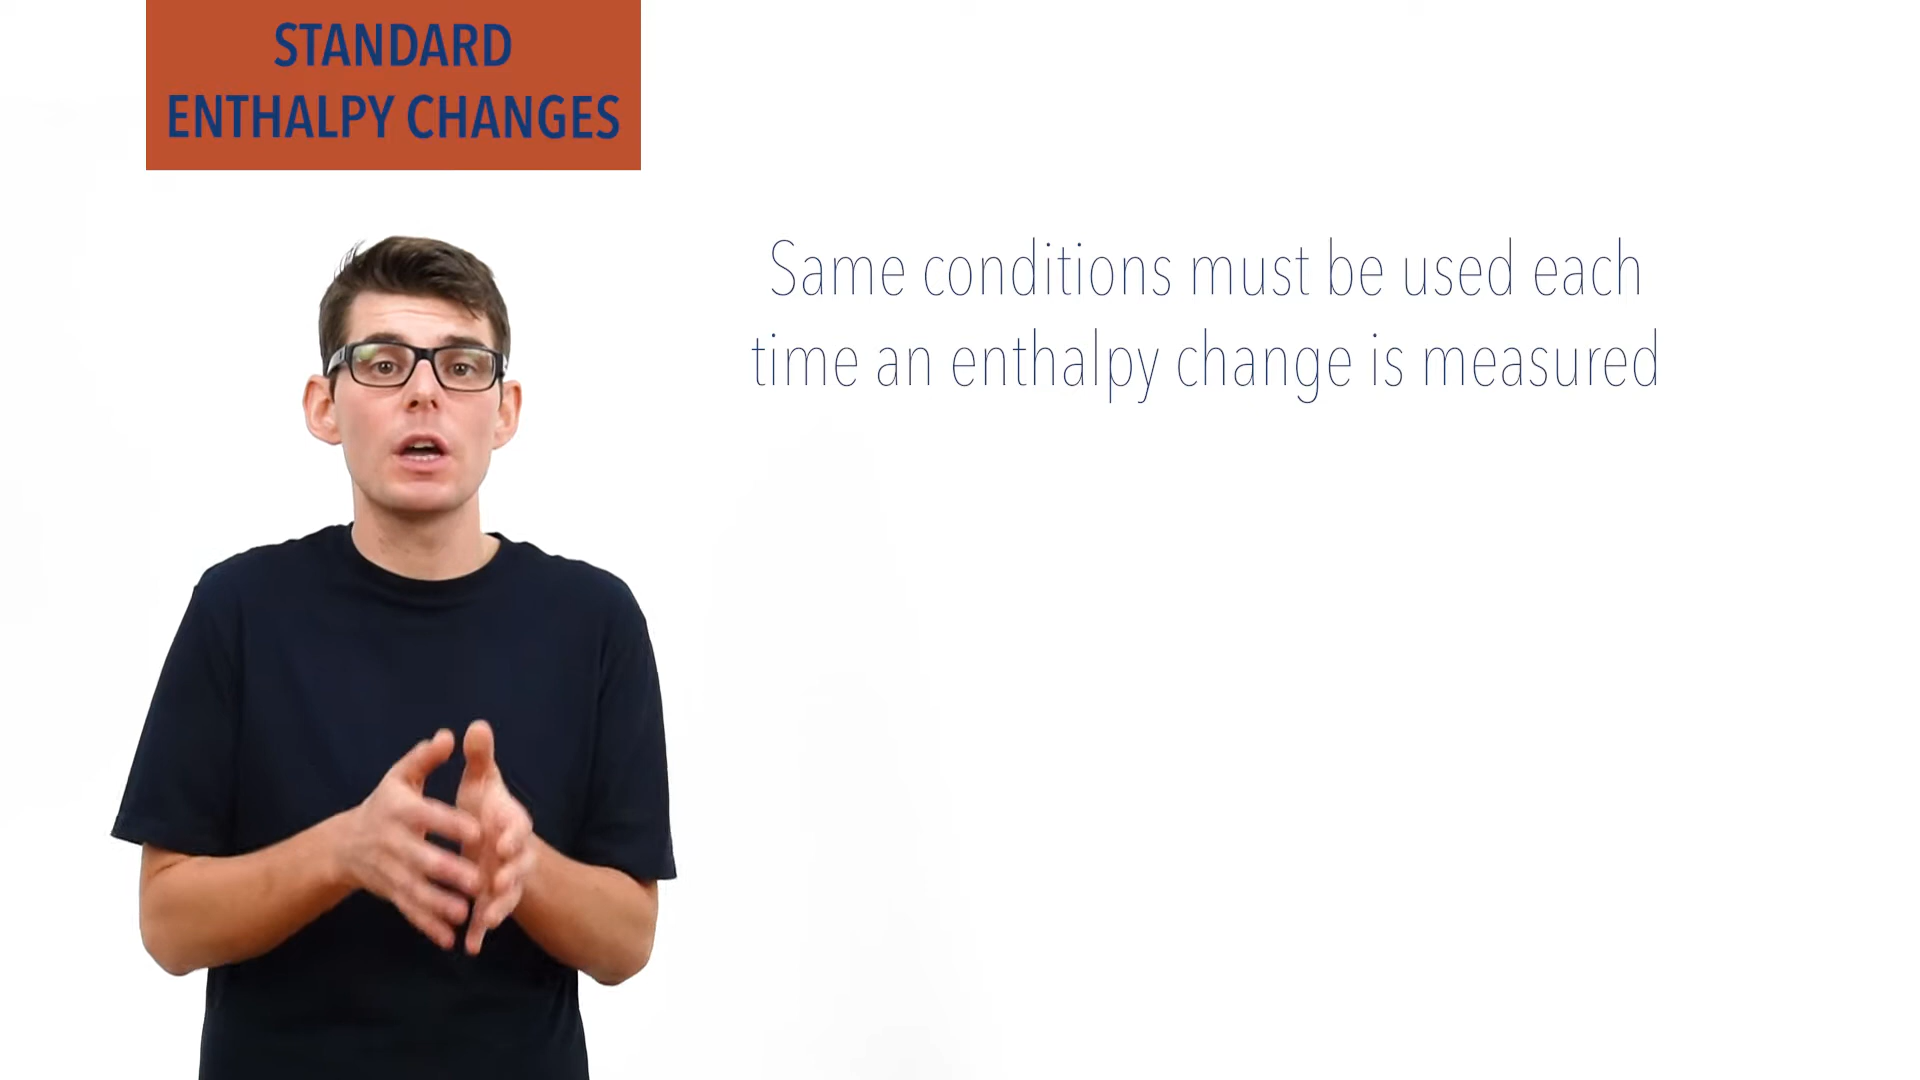 STANDARD
ENTHALPY CHANGES
Same conditions must be used each
time an enthalpy change is measured